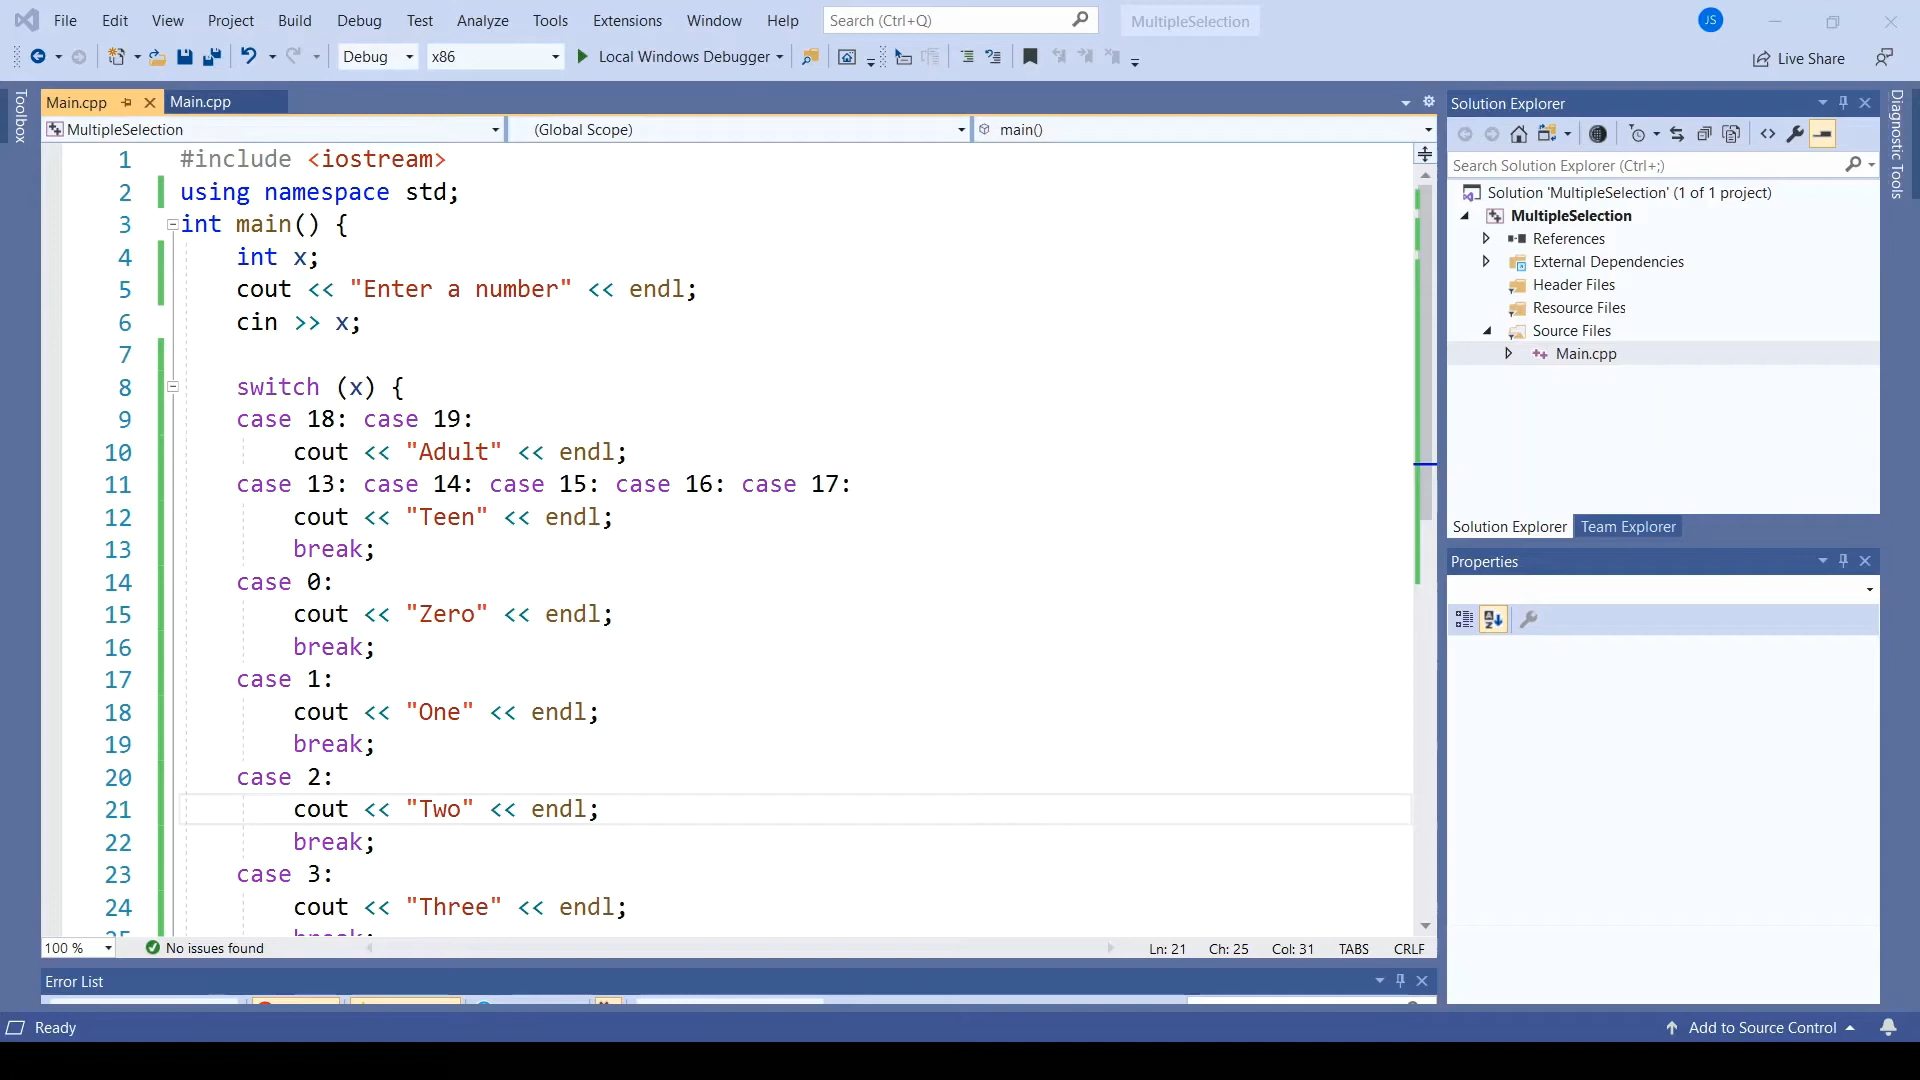 File Edit View Project Build Debug Test Analyze Tools Extensions Window Help Search (Ctrl+Q) MultipleSelection JS
Debug x86 Local Windows Debugger Live Share
Toolbox
Main.cpp Main.cpp
MultipleSelection (Global Scope) main()
1 #include <iostream>
2 using namespace std;
3 int main() {
4 int x;
5 cout << "Enter a number" << endl;
6 cin >> x;
7
8 switch (x) {
9 case 18: case 19:
10 cout << "Adult" << endl;
11 case 13: case 14: case 15: case 16: case 17:
12 cout << "Teen" << endl;
13 break;
14 case 0:
15 cout << "Zero" << endl;
16 break;
17 case 1:
18 cout << "One" << endl;
19 break;
20 case 2:
21 cout << "Two" << endl;
22 break;
23 case 3:
24 cout << "Three" << endl;
25 break;
100 % No issues found Ln: 21 Ch: 25 Col: 31 TABS CRLF
Error List
Solution Explorer
Search Solution Explorer (Ctrl+;)
Solution 'MultipleSelection' (1 of 1 project)
MultipleSelection
References
External Dependencies
Header Files
Resource Files
Source Files
Main.cpp
Solution Explorer Team Explorer
Properties
Diagnostic Tools
Ready Add to Source Control